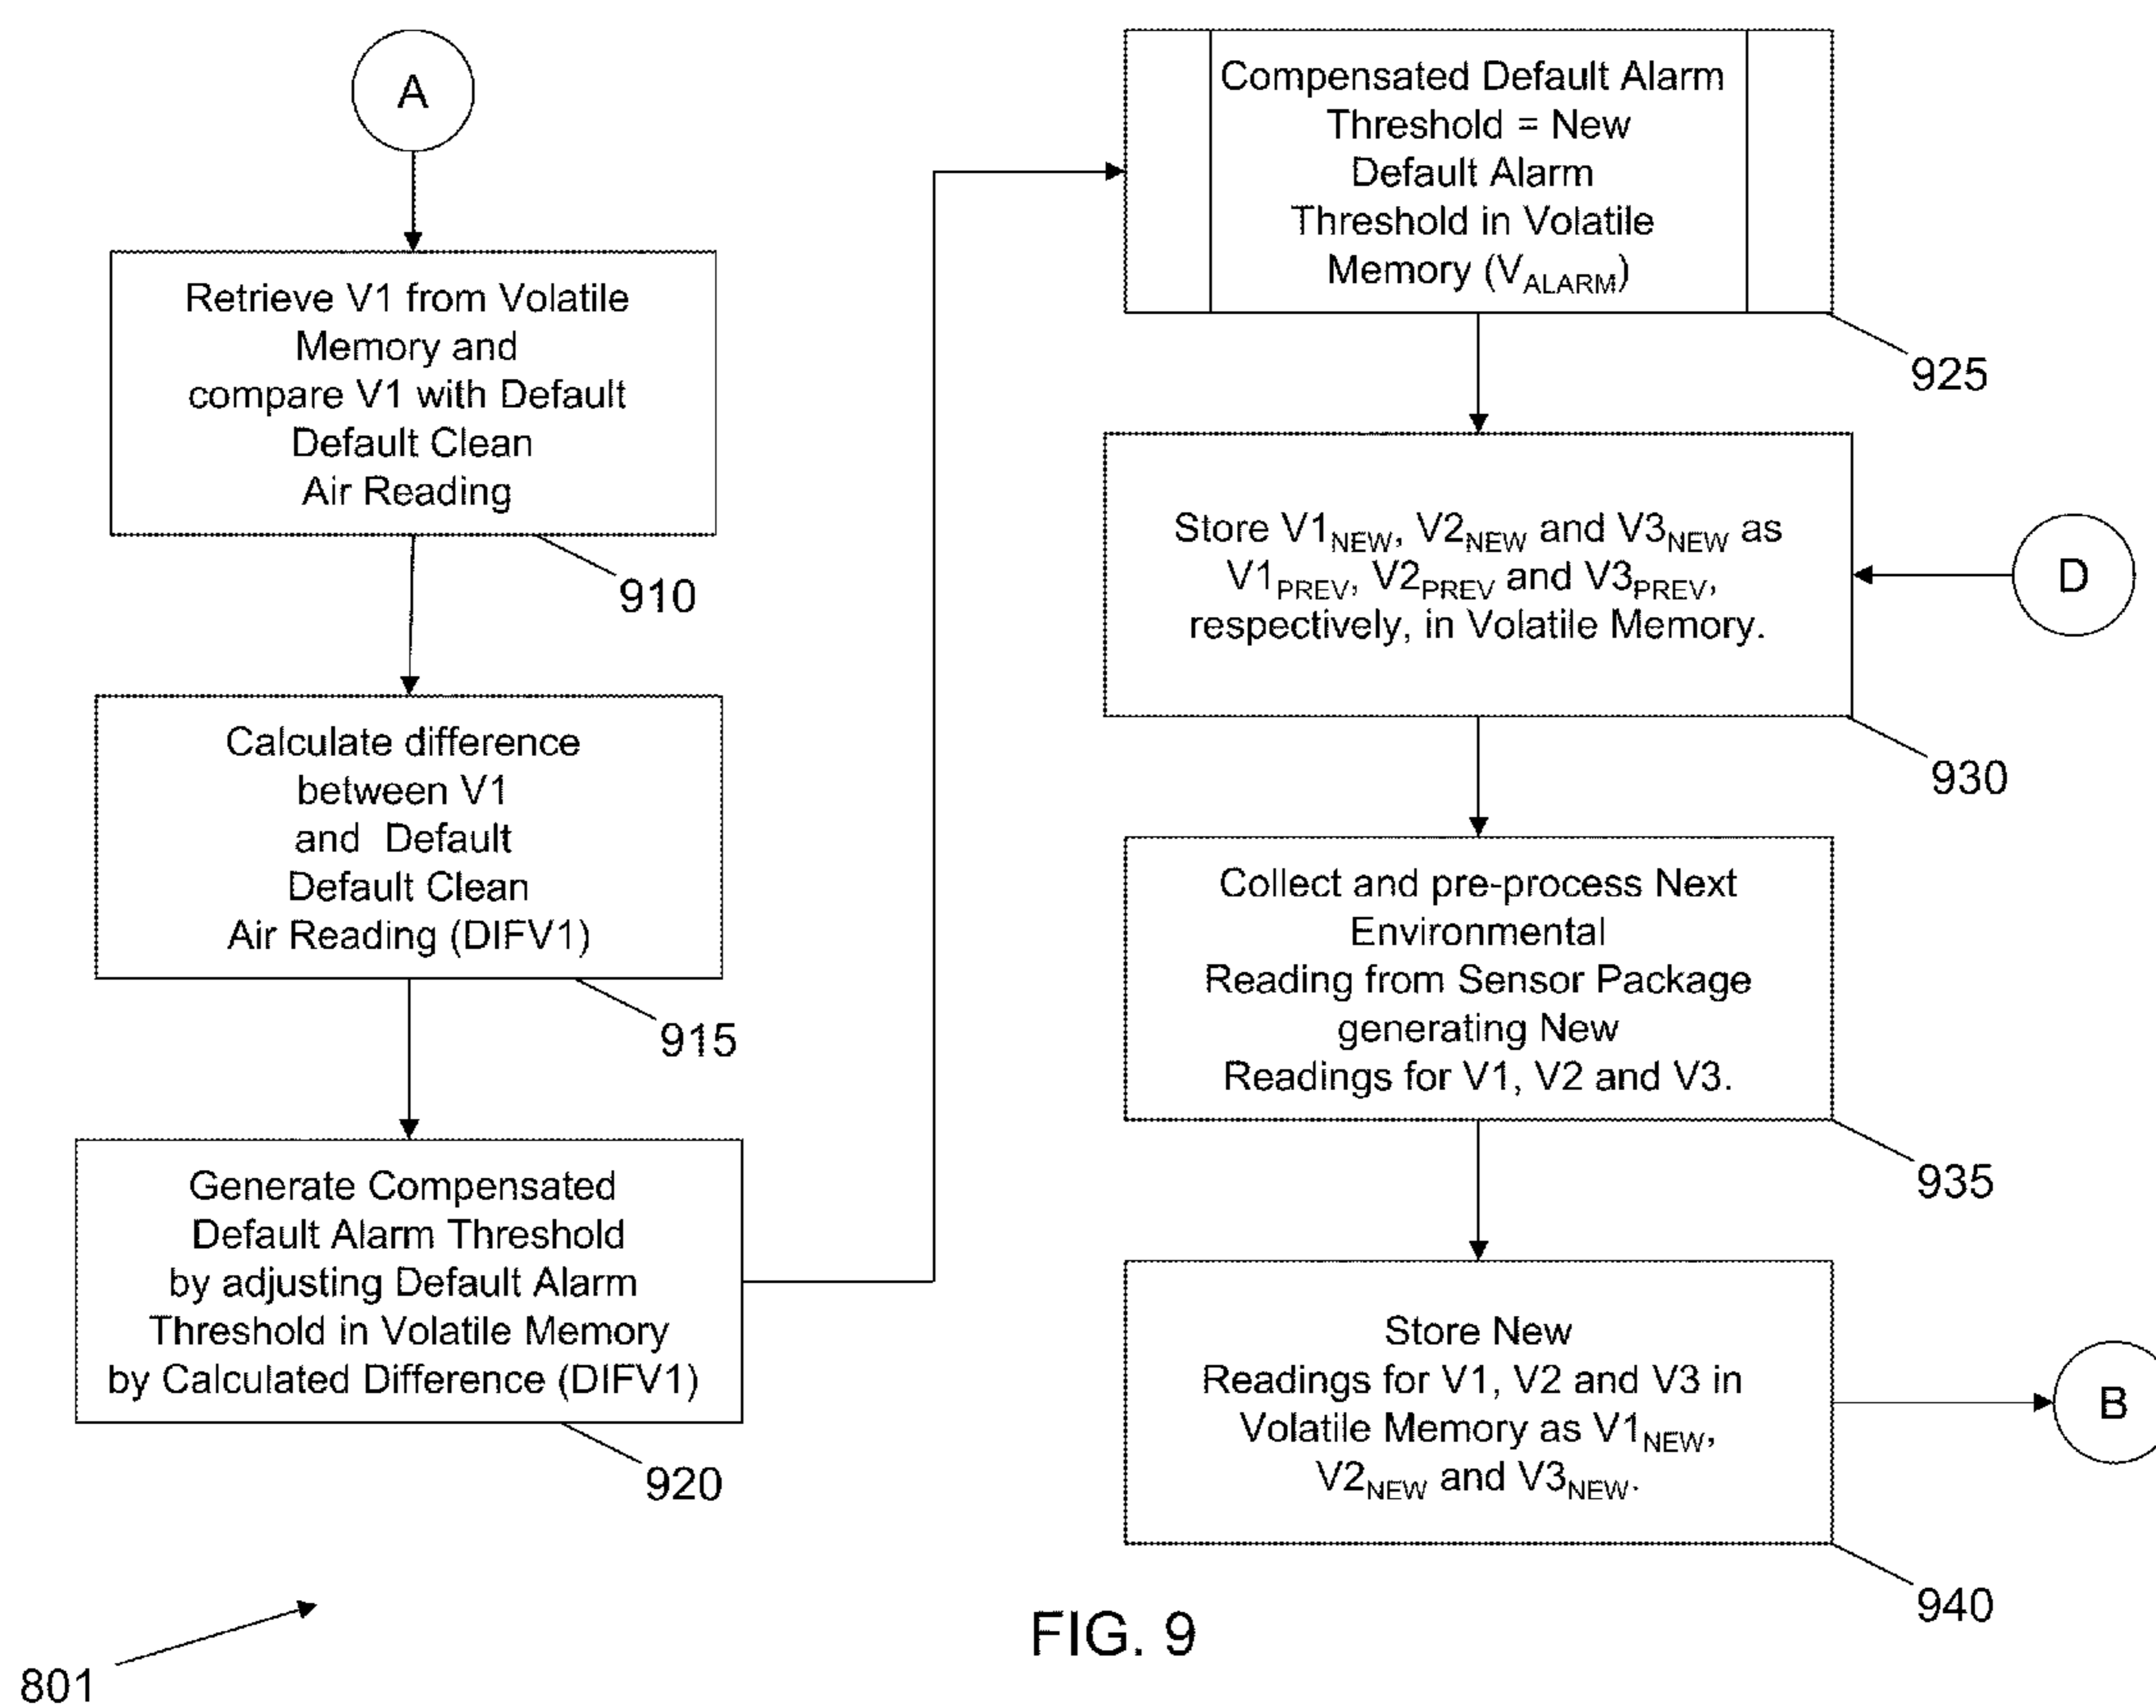 A
Retrieve V1 from Volatile
Memory and
compare V1 with Default
Default Clean
Air Reading
910
Calculate difference
between V1
and Default
Default Clean
Air Reading (DIFV1)
915
Generate Compensated
Default Alarm Threshold
by adjusting Default Alarm
Threshold in Volatile Memory
by Calculated Difference (DIFV1)
920
Compensated Default Alarm
Threshold = New
Default Alarm
Threshold in Volatile
Memory (VALARM)
925
Store V1NEW, V2NEW and V3NEW as
V1PREV, V2PREV and V3PREV,
respectively, in Volatile Memory.
D
930
Collect and pre-process Next
Environmental
Reading from Sensor Package
generating New
Readings for V1, V2 and V3.
935
Store New
Readings for V1, V2 and V3 in
Volatile Memory as V1NEW,
V2NEW and V3NEW.
B
940
801
FIG. 9